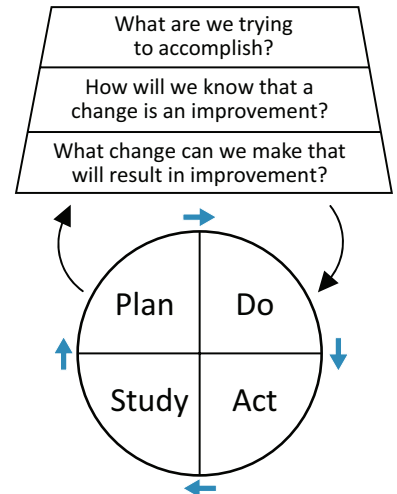 What are we trying
to accomplish?
How will we know that a
change is an improvement?
What change can we make that
will result in improvement?
Plan
Do
Study
Act